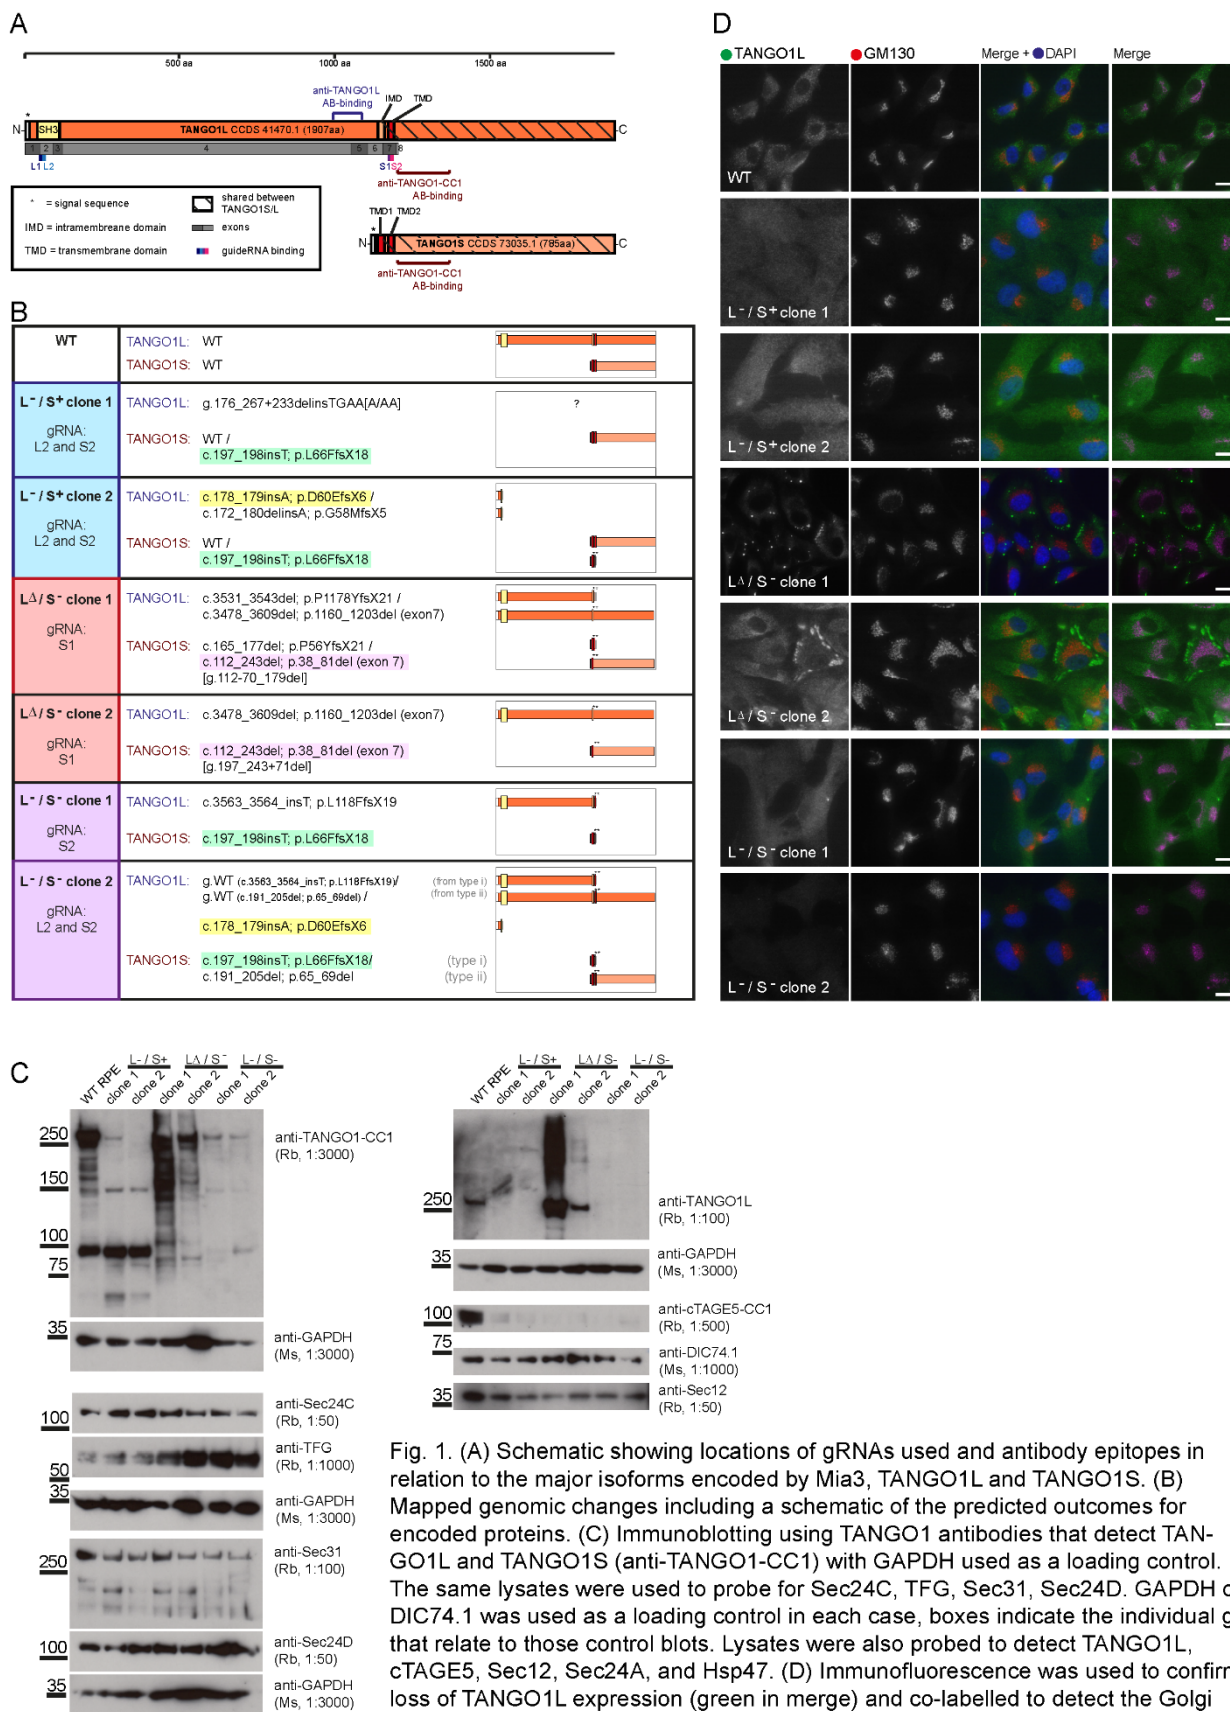 A
500 aa
1000 aa
1500 aa
anti-TANGO1L
AB-binding
IMD
TMD
*
N-
SH3
TANGO1L CCDS 41470.1 (1907aa)
-C
1 2 3 4 5 6 7 8
L1 L2
S1 S2
anti-TANGO1-CC1
AB-binding
* = signal sequence
shared between
TANGO1S/L
IMD = intramembreane domain
exons
TMD = transmembreane domain
guideRNA binding
TMD1
TMD2
*
N-
TANGO1S CCDS 73035.1 (785aa)
-C
anti-TANGO1-CC1
AB-binding
B
WT
TANGO1L: WT
TANGO1S: WT
L⁻ / S⁺ clone 1
gRNA:
L2 and S2
TANGO1L: g.176_267+233delinsTGAA[A/AA]
?
TANGO1S: WT /
c.197_198insT; p.L66FfsX18
L⁻ / S⁺ clone 2
gRNA:
L2 and S2
TANGO1L: c.178_179insA; p.D60EfsX6 /
c.172_180delinsA; p.G58MfsX5
TANGO1S: WT /
c.197_198insT; p.L66FfsX18
LΔ / S⁻ clone 1
gRNA:
S1
TANGO1L: c.3531_3543del; p.P1178YfsX21 /
c.3478_3609del; p.1160_1203del (exon7)
TANGO1S: c.165_177del; p.P56YfsX21 /
c.112_243del; p.38_81del (exon 7)
[g.112-70_179del]
LΔ / S⁻ clone 2
gRNA:
S1
TANGO1L: c.3478_3609del; p.1160_1203del (exon7)
TANGO1S: c.112_243del; p.38_81del (exon 7)
[g.197_243+71del]
L⁻ / S⁻ clone 1
gRNA:
S2
TANGO1L: c.3563_3564_insT; p.L118FfsX19
TANGO1S: c.197_198insT; p.L66FfsX18
L⁻ / S⁻ clone 2
gRNA:
L2 and S2
TANGO1L: g.WT (c.3563_3564_insT; p.L118FfsX19)/ (from type i)
g.WT (c.191_205del; p.65_69del) / (from type ii)
c.178_179insA; p.D60EfsX6
TANGO1S: c.197_198insT; p.L66FfsX18/ (type i)
c.191_205del; p.65_69del (type ii)
D
TANGO1L
GM130
Merge + DAPI
Merge
WT
L⁻ / S⁺ clone 1
L⁻ / S⁺ clone 2
LΔ / S⁻ clone 1
LΔ / S⁻ clone 2
L⁻ / S⁻ clone 1
L⁻ / S⁻ clone 2
C
L- / S+ LΔ / S⁻ L- / S-
WT RPE clone 1 clone 2 clone 1 clone 2 clone 1 clone 2
250
150
100
75
anti-TANGO1-CC1
(Rb, 1:3000)
35
anti-GAPDH
(Ms, 1:3000)
100
anti-Sec24C
(Rb, 1:50)
50
anti-TFG
(Rb, 1:1000)
35
anti-GAPDH
(Ms, 1:3000)
250
anti-Sec31
(Rb, 1:100)
100
anti-Sec24D
(Rb, 1:50)
35
anti-GAPDH
(Ms, 1:3000)
L- / S+ LΔ / S- L- / S-
WT RPE clone 1 clone 2 clone 1 clone 2 clone 1 clone 2
250
anti-TANGO1L
(Rb, 1:100)
35
anti-GAPDH
(Ms, 1:3000)
100
anti-cTAGE5-CC1
(Rb, 1:500)
75
anti-DIC74.1
(Ms, 1:1000)
35
anti-Sec12
(Rb, 1:50)
Fig. 1. (A) Schematic showing locations of gRNAs used and antibody epitopes in
relation to the major isoforms encoded by Mia3, TANGO1L and TANGO1S. (B)
Mapped genomic changes including a schematic of the predicted outcomes for
encoded proteins. (C) Immunoblotting using TANGO1 antibodies that detect TAN-
GO1L and TANGO1S (anti-TANGO1-CC1) with GAPDH used as a loading control.
The same lysates were used to probe for Sec24C, TFG, Sec31, Sec24D. GAPDH o
DIC74.1 was used as a loading control in each case, boxes indicate the individual g
that relate to those control blots. Lysates were also probed to detect TANGO1L,
cTAGE5, Sec12, Sec24A, and Hsp47. (D) Immunofluorescence was used to confirm
loss of TANGO1L expression (green in merge) and co-labelled to detect the Golgi